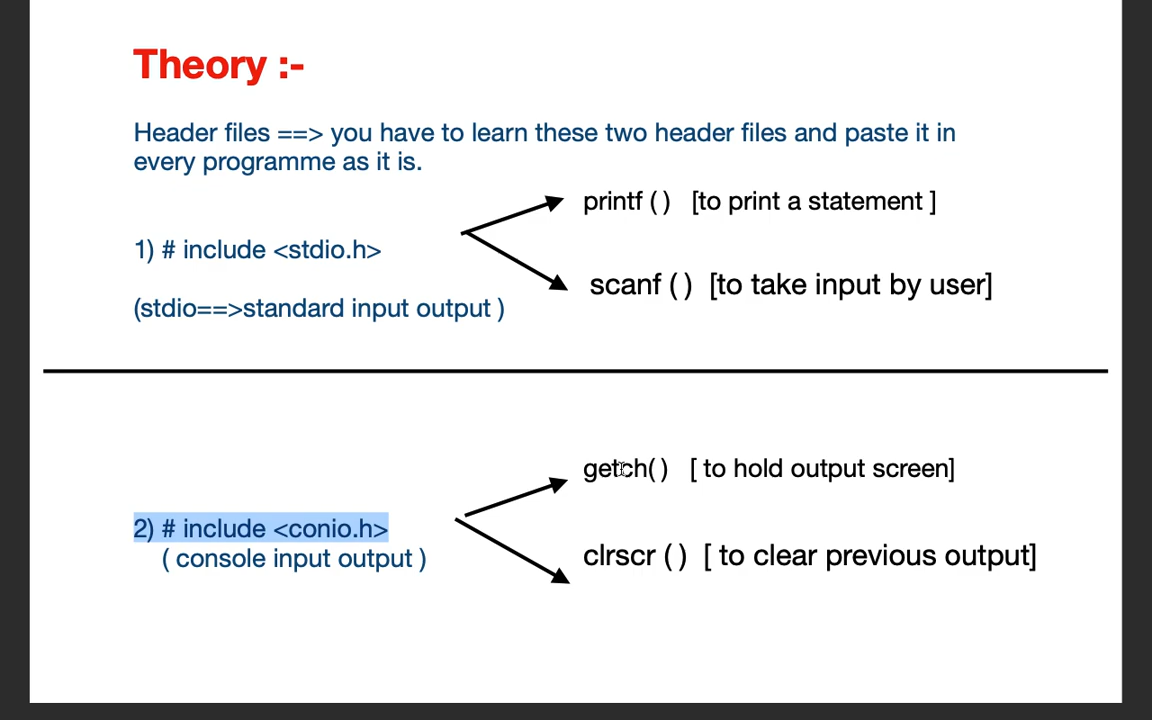 Theory :-
Header files ==> you have to learn these two header files and paste it in
every programme as it is.
printf ( ) [to print a statement ]
1) # include <stdio.h>
scanf ( ) [to take input by user]
(stdio==>standard input output )
getch( ) [ to hold output screen]
2) # include <conio.h>
( console input output )
clrscr ( ) [ to clear previous output]